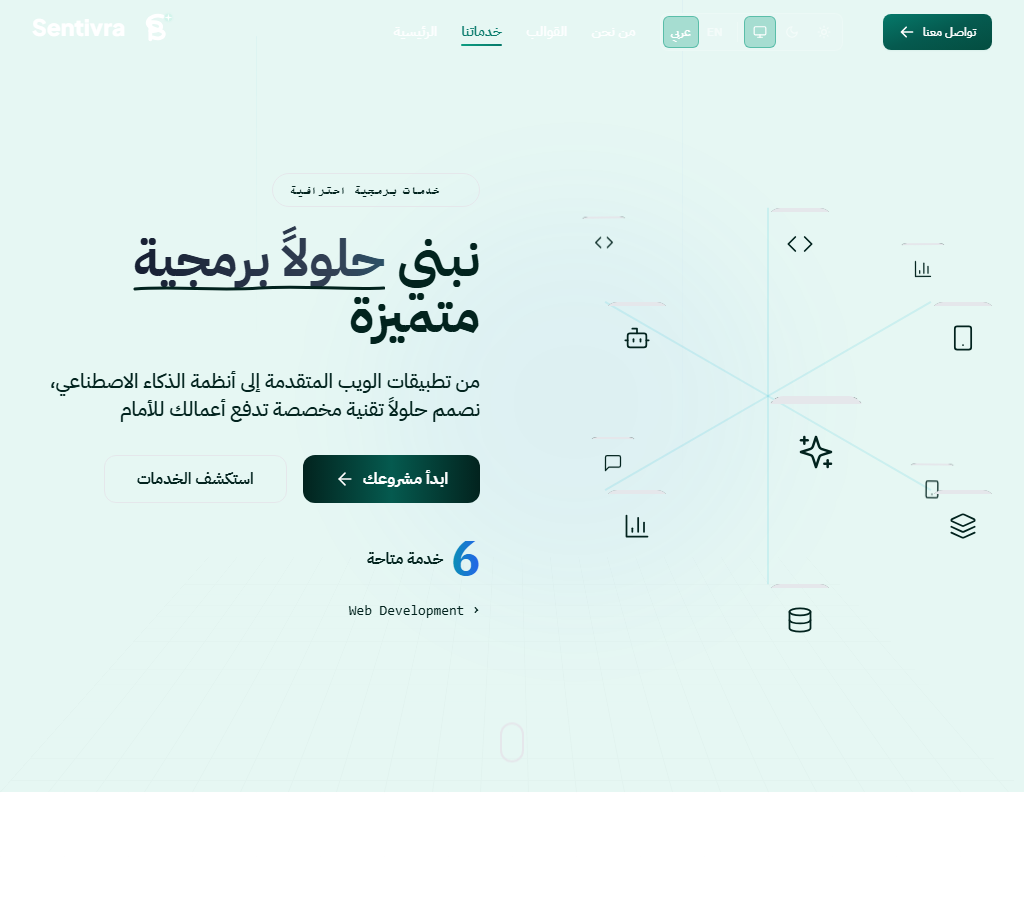 Sentivra
الرئيسية
خدماتنا
القوالب
من نحن
عربي
EN
تواصل معنا
خدمات برمجية احترافية
نبني حلولاً برمجية
متميزة
من تطبيقات الويب المتقدمة إلى أنظمة الذكاء الاصطناعي،
نصمم حلولاً تقنية مخصصة تدفع أعمالك للأمام
ابدأ مشروعك
استكشف الخدمات
6 خدمة متاحة
Web Development ›